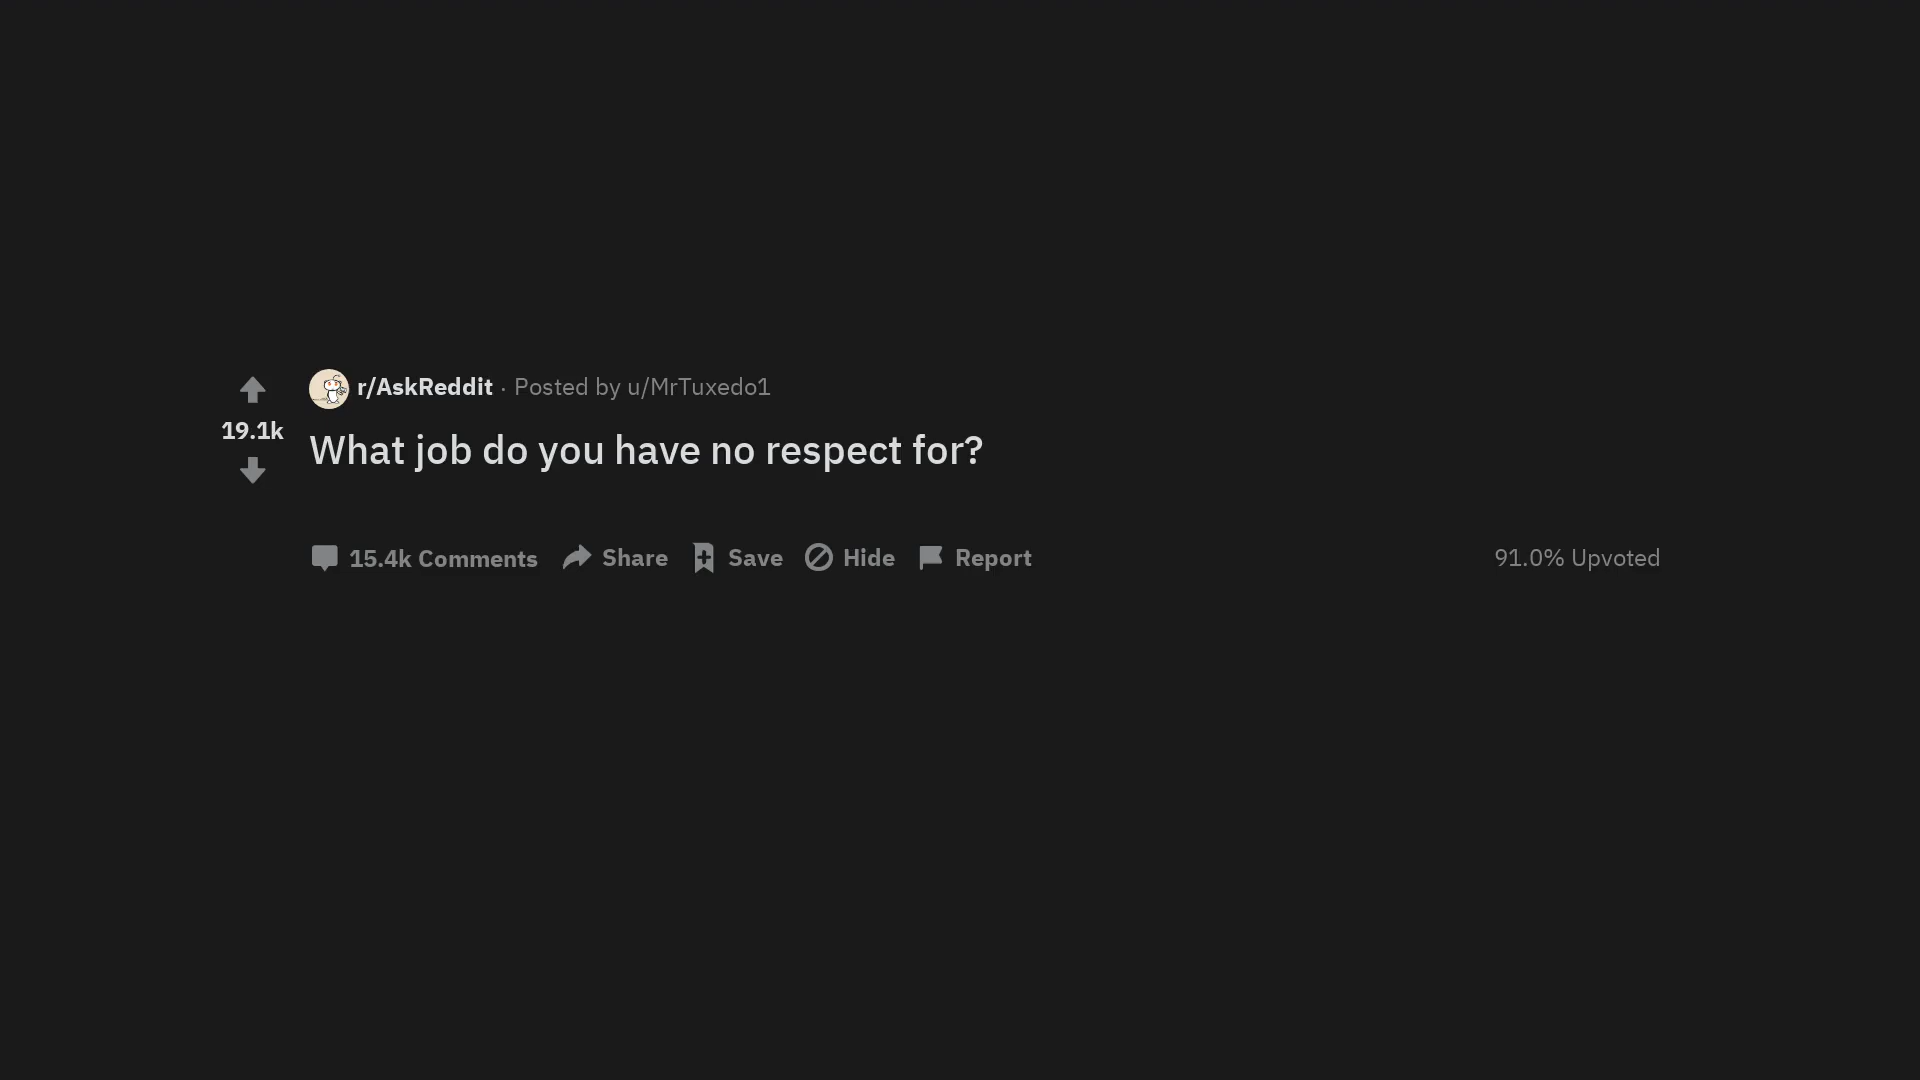 r/AskReddit · Posted by u/MrTuxedo1
19.1k
What job do you have no respect for?
15.4k Comments Share Save Hide Report 91.0% Upvoted